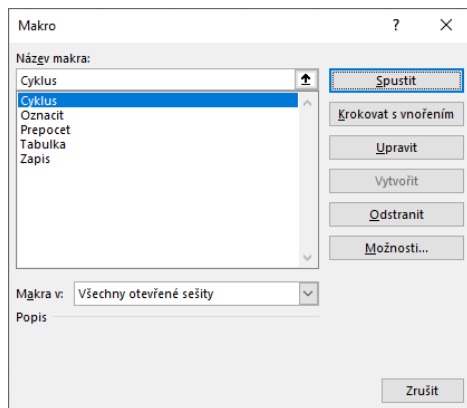 Makro
?
Název makra:
Cyklus
Spustit
Cyklus
Oznacit
Prepocet
Tabulka
Zapis
Krokovat s vnořením
Upravit
Vytvořit
Odstranit
Možnosti...
Makra v: Všechny otevřené sešity
Popis
Zrušit